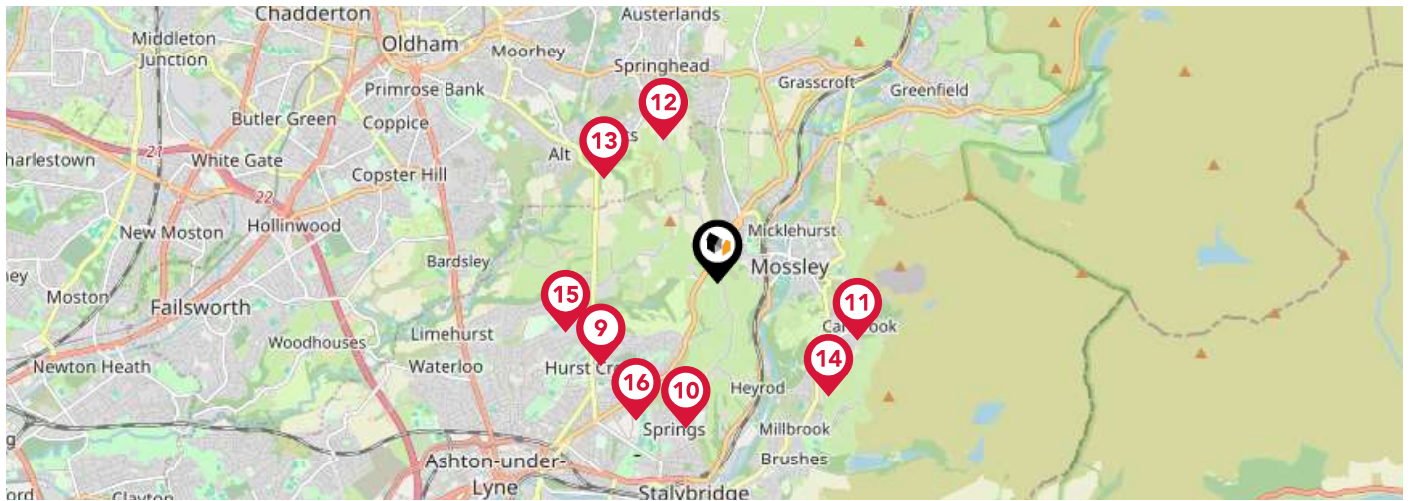 Chadderton
Austerlands
Middleton
Junction
Oldham
Moorhey
Springhead
Grasscroft
Greenfield
Primrose Bank
12
Butler Green
Coppice
13
21
White Gate
Alt
Copster Hill
22
New Moston
Hollinwood
Micklehurst
Bardsley
Mossley
Moston
Failsworth
15
11
9
Limehurst
Woodhouses
14
Newton Heath
Waterloo
16
10
Heyrod
Springs
Millbrook
Ashton-under-
Lyne
Brushes
Stalybridge
Clayton